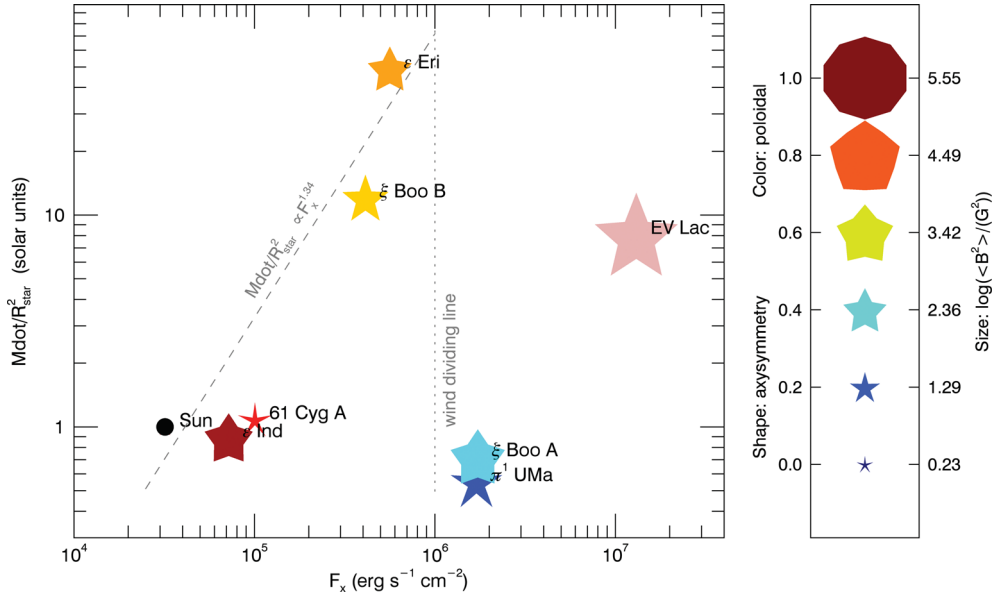 Mdot/R²star (solar units)
10
1
ε Eri
ξ Boo B
EV Lac
Mdot/R²star ∝Fx^1.34
wind dividing line
Sun
61 Cyg A
ε Ind
ξ Boo A
π¹ UMa
10⁴ 10⁵ 10⁶ 10⁷
Fx (erg s⁻¹ cm⁻²)
Shape: axysymmetry Color: poloidal
1.0 5.55
0.8 4.49
0.6 3.42
0.4 2.36
0.2 1.29
0.0 0.23
Size: log(<B²>/(G²)